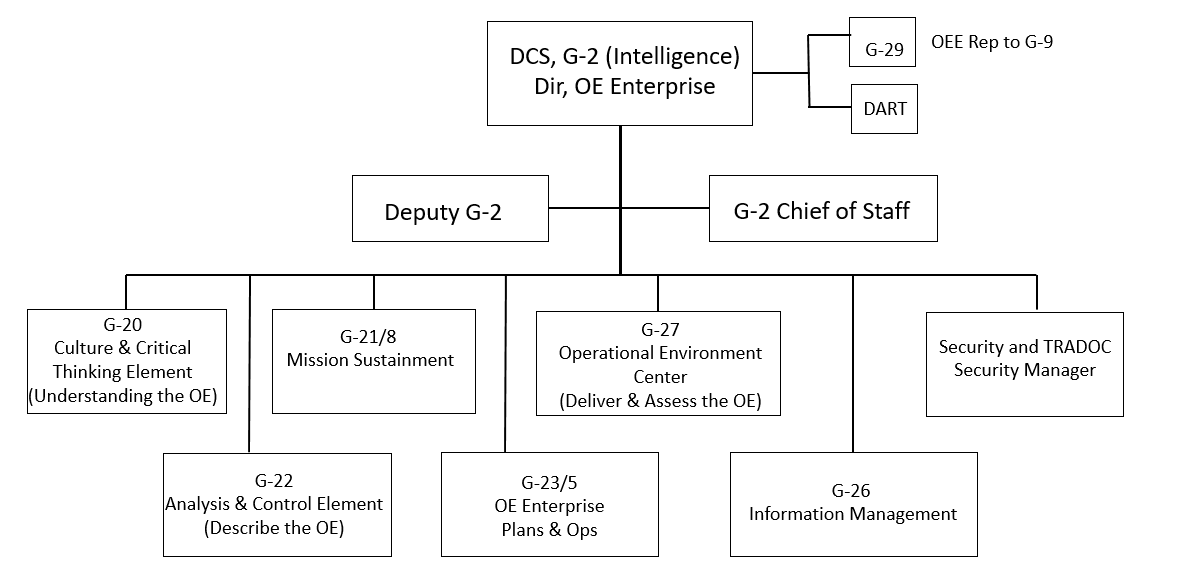 DCS, G-2 (Intelligence)
Dir, OE Enterprise
G-29
OEE Rep to G-9
DART
Deputy G-2
G-2 Chief of Staff
G-20
Culture & Critical
Thinking Element
(Understanding the OE)
G-21/8
Mission Sustainment
G-27
Operational Environment
Center
(Deliver & Assess the OE)
Security and TRADOC
Security Manager
G-22
Analysis & Control Element
(Describe the OE)
G-23/5
OE Enterprise
Plans & Ops
G-26
Information Management